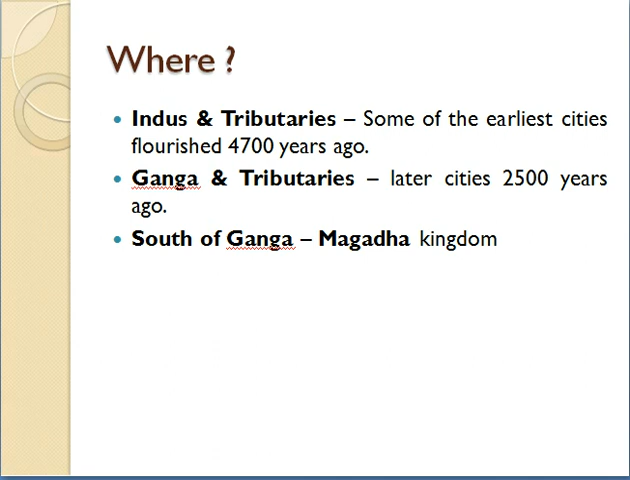 Where ?
• Indus & Tributaries – Some of the earliest cities
flourished 4700 years ago.
• Ganga & Tributaries – later cities 2500 years
ago.
• South of Ganga – Magadha kingdom